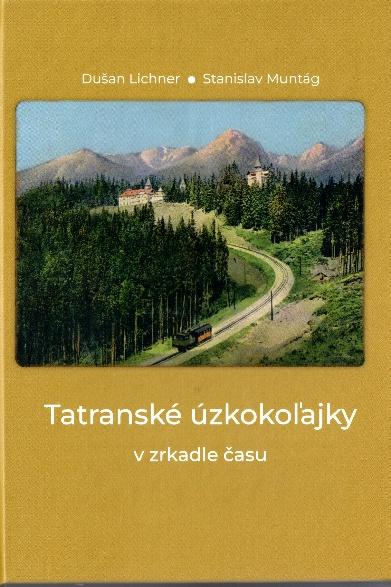 Dušan Lichner ● Stanislav Muntág
Tatranské úzkokoľajky
v zrkadle času